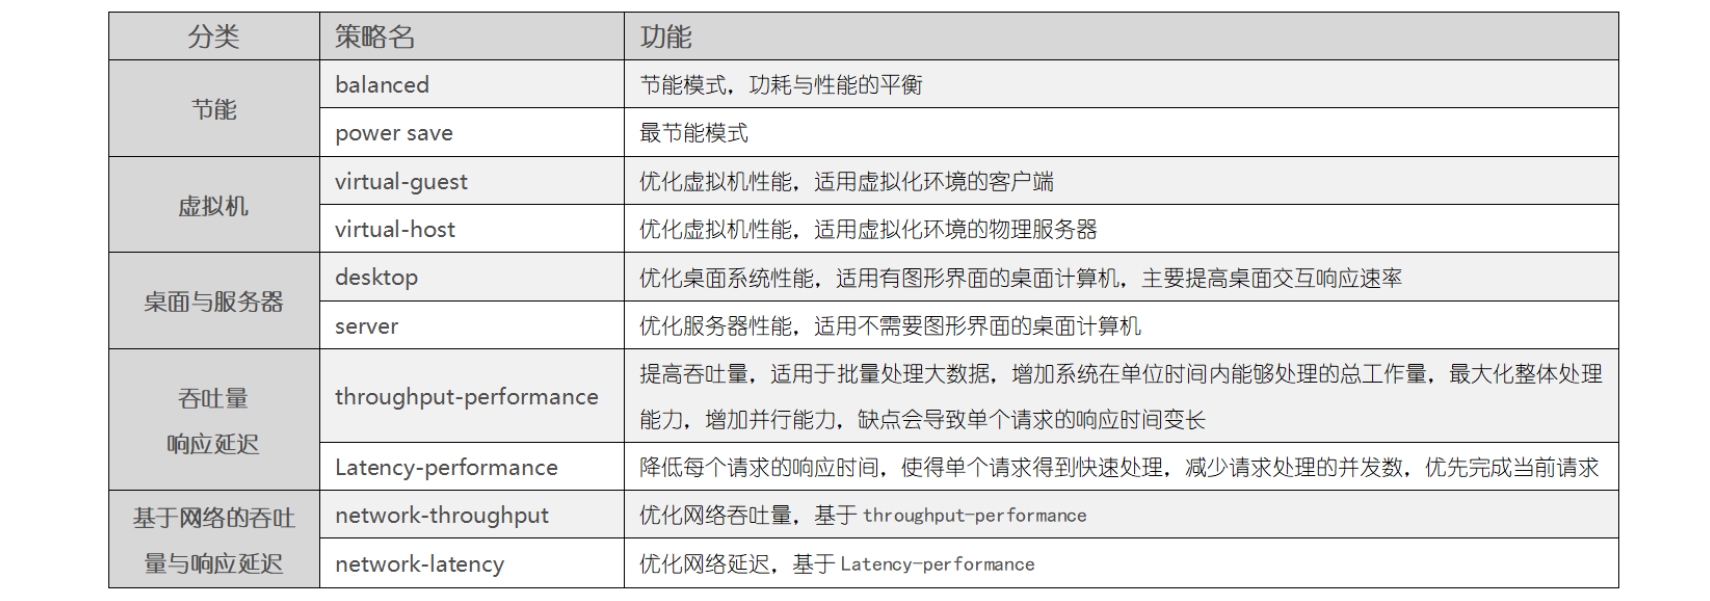 分类 策略名 功能
节能
balanced 节能模式，功耗与性能的平衡
power save 最节能模式
虚拟机
virtual-guest 优化虚拟机性能，适用虚拟化环境的客户端
virtual-host 优化虚拟机性能，适用虚拟化环境的物理服务器
桌面与服务器
desktop 优化桌面系统性能，适用有图形界面的桌面计算机，主要提高桌面交互响应速率
server 优化服务器性能，适用不需要图形界面的桌面计算机
吞吐量
响应延迟
throughput-performance
提高吞吐量，适用于批量处理大数据，增加系统在单位时间内能够处理的总工作量，最大化整体处理
能力，增加并行能力，缺点会导致单个请求的响应时间变长
Latency-performance 降低每个请求的响应时间，使得单个请求得到快速处理，减少请求处理的并发数，优先完成当前请求
基于网络的吞吐
量与响应延迟
network-throughput 优化网络吞吐量，基于 throughput-performance
network-latency 优化网络延迟，基于 Latency-performance